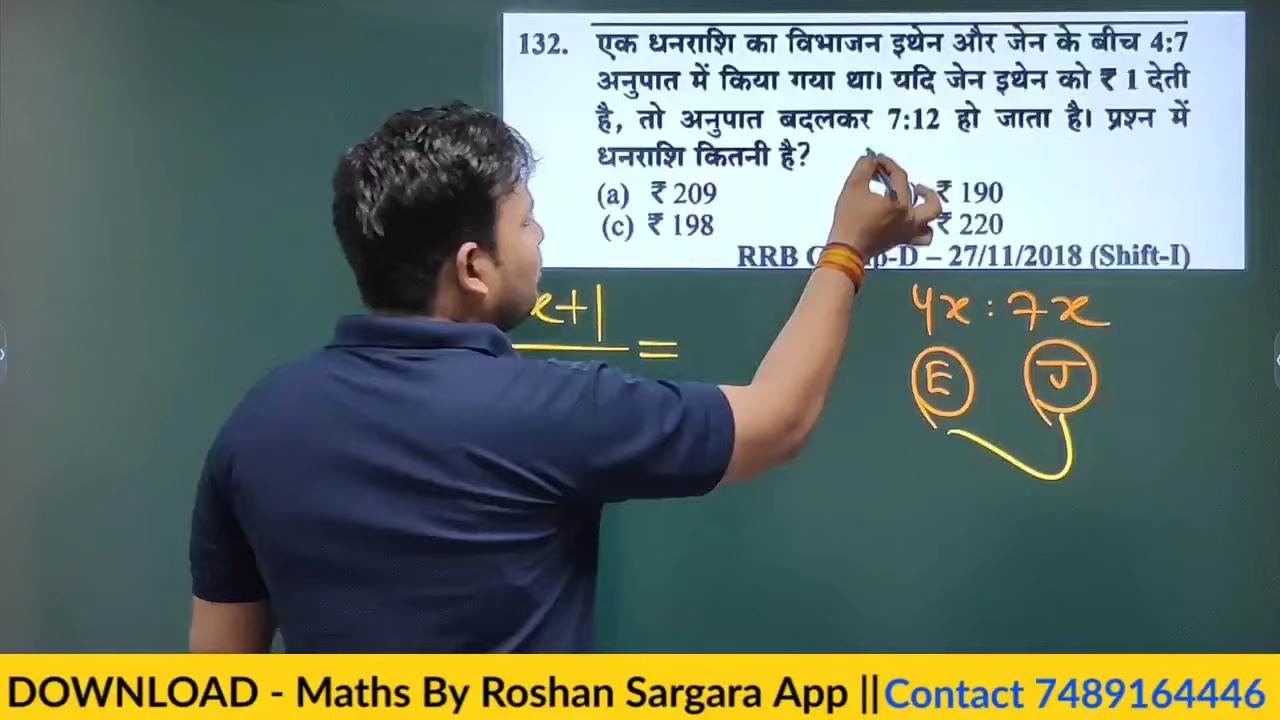 132. एक धनराशि का विभाजन इथेन और जेन के बीच 4:7
अनुपात में किया गया था। यदि जेन इथेन को ₹ 1 देती
है, तो अनुपात बदलकर 7:12 हो जाता है। प्रश्न में
धनराशि कितनी है?
(a) ₹ 209 ₹ 190
(c) ₹ 198 ₹ 220
RRB – 27/11/2018 (Shift-I)
x+1 =
4x : 7x
E J
DOWNLOAD - Maths By Roshan Sargara App || Contact 7489164446